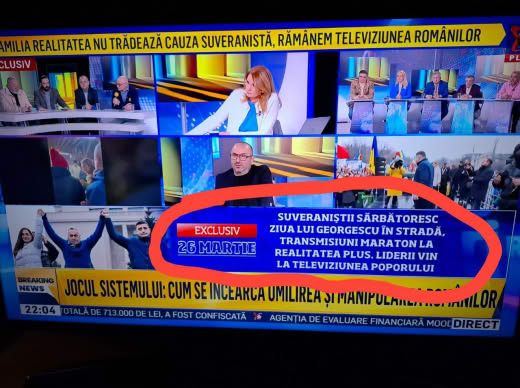 AMILIA REALITATEA NU TRĂDEAZĂ CAUZA SUVERANISTĂ, RĂMÂNEM TELEVIZIUNEA ROMÂNILOR
CLUSIV
EXCLUSIV
26 MARTIE
SUVERANIȘTII SĂRBĂTORESC
ZIUA LUI GEORGESCU ÎN STRADĂ,
TRANSMISIUNI MARATON LA
REALITATEA PLUS. LIDERII VIN
LA TELEVIZIUNEA POPORULUI
BREAKING
NEWS
JOCUL SISTEMULUI: CUM SE ÎNCEARCĂ UMILIREA ȘI MANIPULAREA ROMÂNILOR
22:04
TOTALĂ DE 713.000 DE LEI, A FOST CONFISCATĂ
AGENȚIA DE EVALUARE FINANCIARĂ MOOD
DIRECT